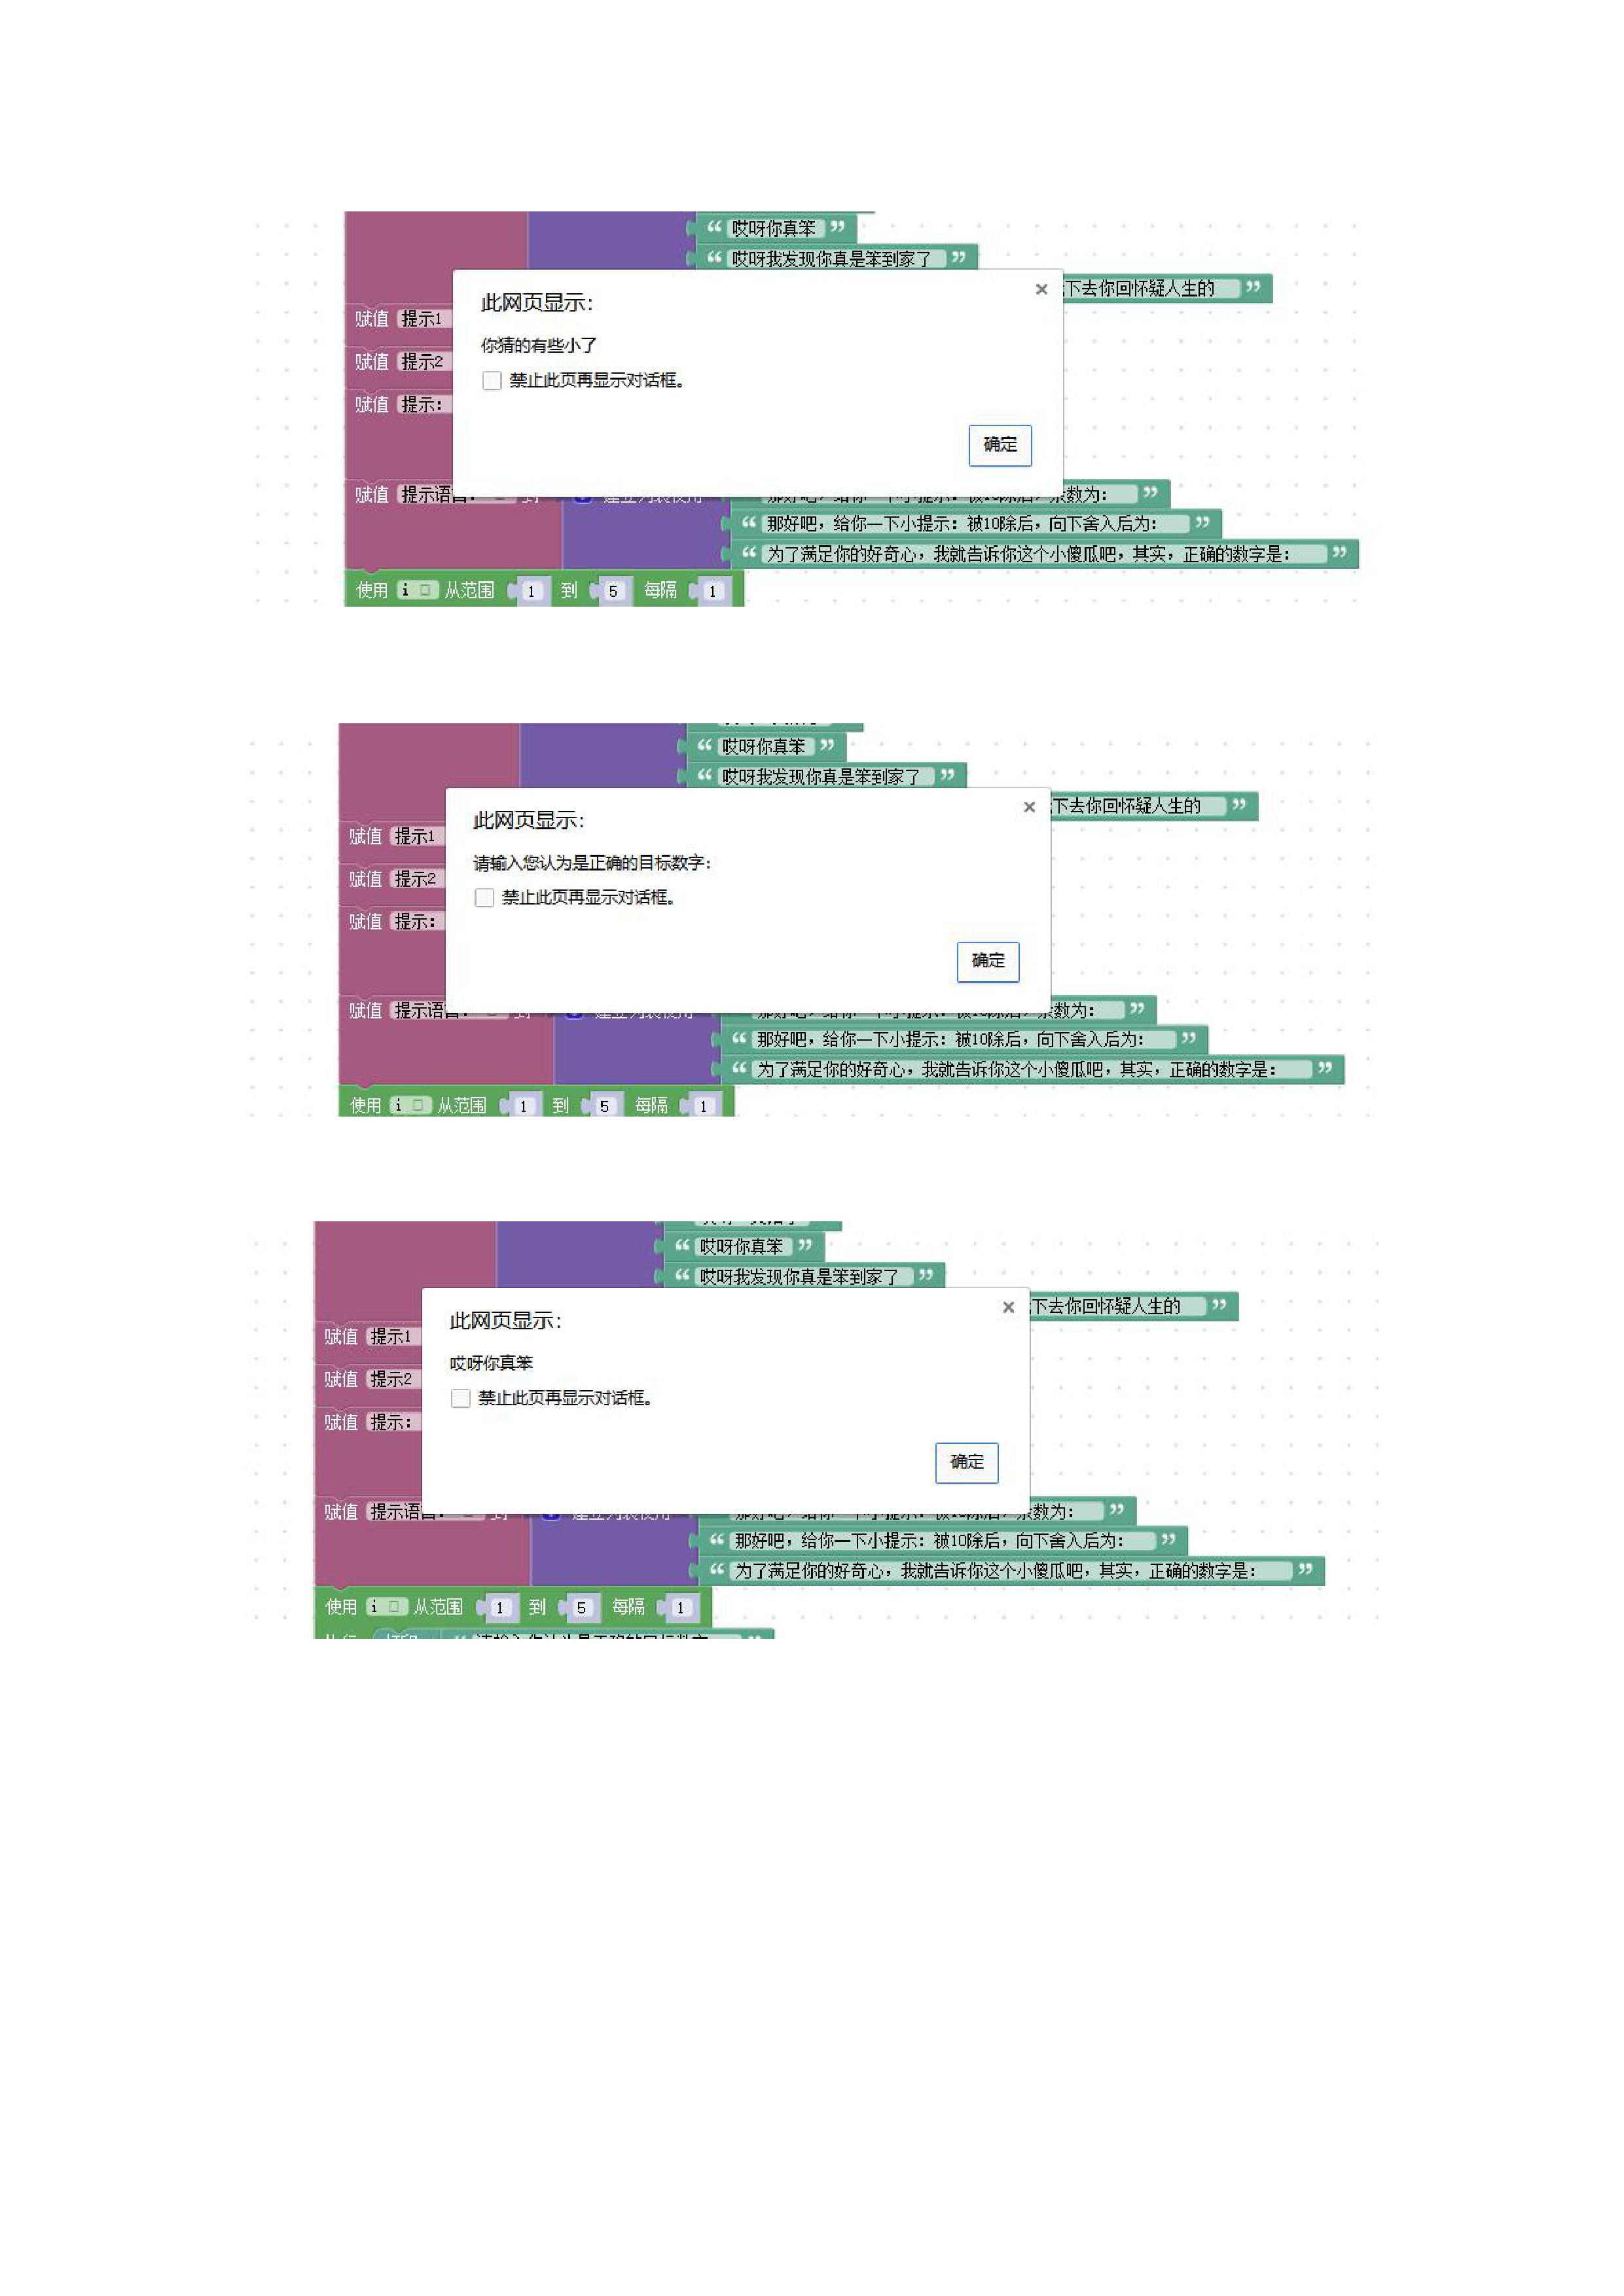 “ 哎呀你真笨 ”
“ 哎呀我发现你真是笨到家了 ”
下去你回怀疑人生的 ”
此网页显示：
你猜的有些小了
禁止此页再显示对话框。
确定
赋值 提示1
赋值 提示2
赋值 提示：
赋值 提示语
数为： ”
“ 那好吧，给你一下小提示：被10除后，向下舍入后为： ”
“ 为了满足你的好奇心，我就告诉你这个小傻瓜吧，其实，正确的数字是： ”
使用 i 从范围 1 到 5 每隔 1
“ 哎呀你真笨 ”
“ 哎呀我发现你真是笨到家了 ”
下去你回怀疑人生的 ”
此网页显示：
请输入您认为是正确的目标数字：
禁止此页再显示对话框。
确定
赋值 提示1
赋值 提示2
赋值 提示：
赋值 提示语
数为： ”
“ 那好吧，给你一下小提示：被10除后，向下舍入后为： ”
“ 为了满足你的好奇心，我就告诉你这个小傻瓜吧，其实，正确的数字是： ”
使用 i 从范围 1 到 5 每隔 1
“ 哎呀你真笨 ”
“ 哎呀我发现你真是笨到家了 ”
下去你回怀疑人生的 ”
此网页显示：
哎呀你真笨
禁止此页再显示对话框。
确定
赋值 提示1
赋值 提示2
赋值 提示：
赋值 提示语
数为： ”
“ 那好吧，给你一下小提示：被10除后，向下舍入后为： ”
“ 为了满足你的好奇心，我就告诉你这个小傻瓜吧，其实，正确的数字是： ”
使用 i 从范围 1 到 5 每隔 1